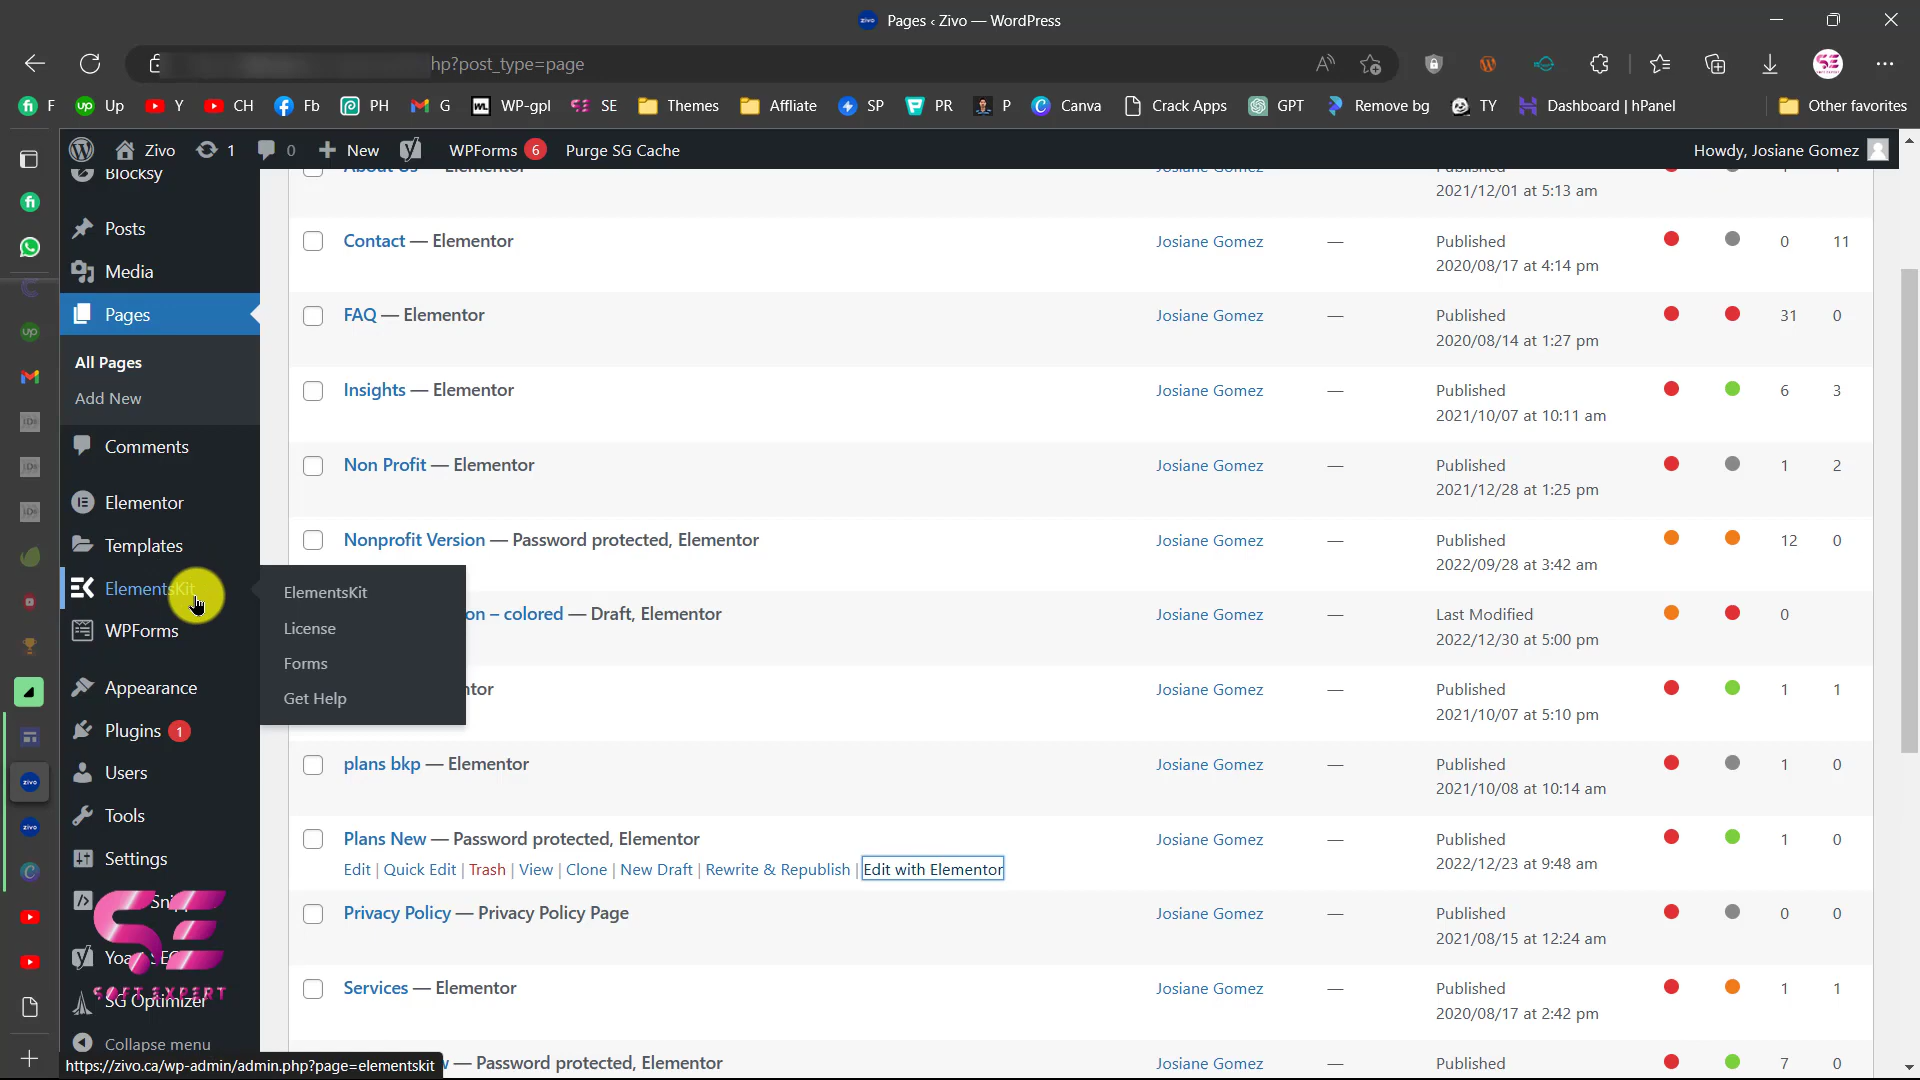 Pages ‹ Zivo — WordPress
hp?post_type=page
F Up Y CH Fb PH G WP-gpl SE Themes Affliate SP PR P Canva Crack Apps GPT Remove bg TY Dashboard | hPanel Other favorites
Zivo 1 0 New WPForms 6 Purge SG Cache Howdy, Josiane Gomez
Blocksy
Posts
Media
Pages
All Pages
Add New
Comments
Elementor
Templates
ElementsKit
WPForms
Appearance
Plugins 1
Users
Tools
Settings
SG Optimizer
Collapse menu
SOFT EXPERT
ElementsKit
License
Forms
Get Help
About Us — Elementor Josiane Gomez Published
2021/12/01 at 5:13 am
Contact — Elementor Josiane Gomez — Published 0 11
2020/08/17 at 4:14 pm
FAQ — Elementor Josiane Gomez — Published 31 0
2020/08/14 at 1:27 pm
Insights — Elementor Josiane Gomez — Published 6 3
2021/10/07 at 10:11 am
Non Profit — Elementor Josiane Gomez — Published 1 2
2021/12/28 at 1:25 pm
Nonprofit Version — Password protected, Elementor Josiane Gomez — Published 12 0
2022/09/28 at 3:42 am
on – colored — Draft, Elementor Josiane Gomez — Last Modified 0
2022/12/30 at 5:00 pm
ntor Josiane Gomez — Published 1 1
2021/10/07 at 5:10 pm
plans bkp — Elementor Josiane Gomez — Published 1 0
2021/10/08 at 10:14 am
Plans New — Password protected, Elementor Josiane Gomez — Published 1 0
2022/12/23 at 9:48 am
Edit | Quick Edit | Trash | View | Clone | New Draft | Rewrite & Republish | Edit with Elementor
Privacy Policy — Privacy Policy Page Josiane Gomez — Published 0 0
2021/08/15 at 12:24 am
Services — Elementor Josiane Gomez — Published 1 1
2020/08/17 at 2:42 pm
w — Password protected, Elementor Josiane Gomez — Published 7 0
https://zivo.ca/wp-admin/admin.php?page=elementskit